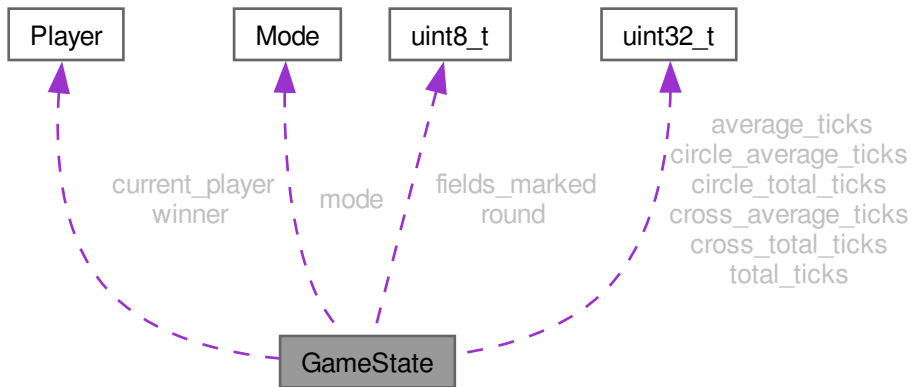 Player
Mode
uint8_t
uint32_t
current_player
winner
mode
fields_marked
round
average_ticks
circle_average_ticks
circle_total_ticks
cross_average_ticks
cross_total_ticks
total_ticks
GameState